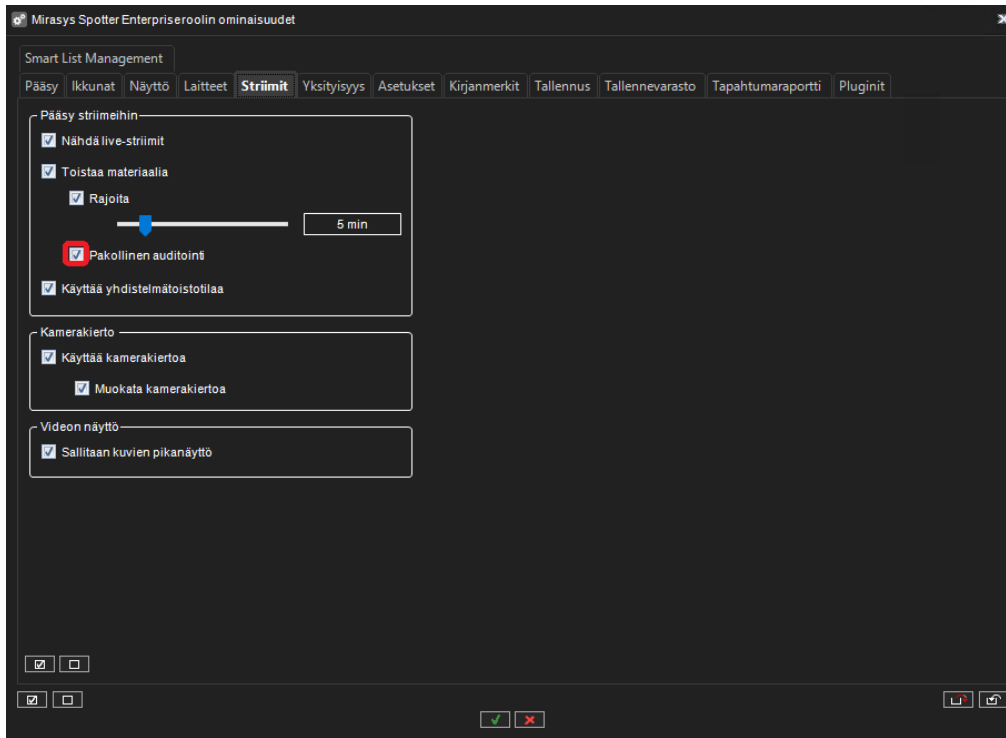 Mirasys Spotter Enterpriseroolin ominaisuudet
Smart List Management
Pääsy Ikkunat Näyttö Laitteet Striimit Yksityisyys Asetukset Kirjanmerkit Tallennus Tallennevarasto Tapahtumaraportti Pluginit
Pääsy striimeihin
Nähdä live-striimit
Toistaa materiaalia
Rajoita
5 min
Pakollinen auditointi
Käyttää yhdistelmätoistotilaa
Kamerakierto
Käyttää kamerakiertoa
Muokata kamerakiertoa
Videon näyttö
Sallitaan kuvien pikanäyttö